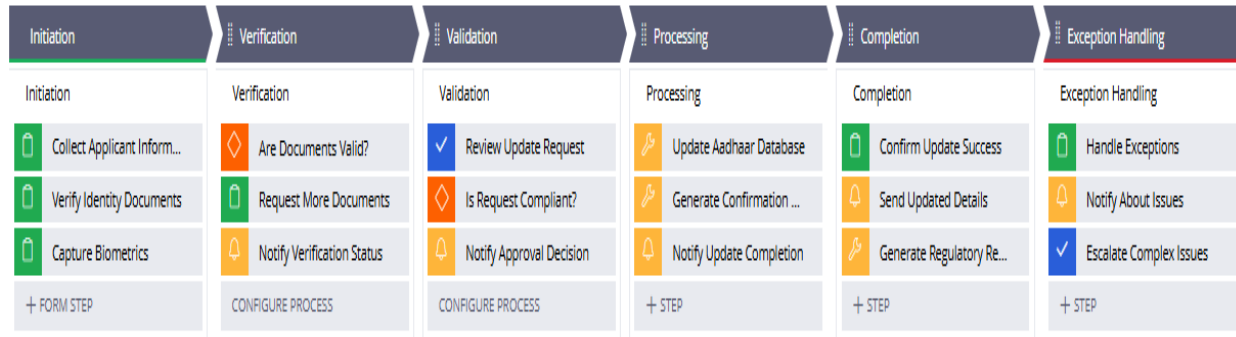 Initiation
Verification
Validation
Processing
Completion
Exception Handling
Initiation
Verification
Validation
Processing
Completion
Exception Handling
Collect Applicant Inform...
Are Documents Valid?
Review Update Request
Update Aadhaar Database
Confirm Update Success
Handle Exceptions
Verify Identity Documents
Request More Documents
Is Request Compliant?
Generate Confirmation ...
Send Updated Details
Notify About Issues
Capture Biometrics
Notify Verification Status
Notify Approval Decision
Notify Update Completion
Generate Regulatory Re...
Escalate Complex Issues
+ FORM STEP
CONFIGURE PROCESS
CONFIGURE PROCESS
+ STEP
+ STEP
+ STEP